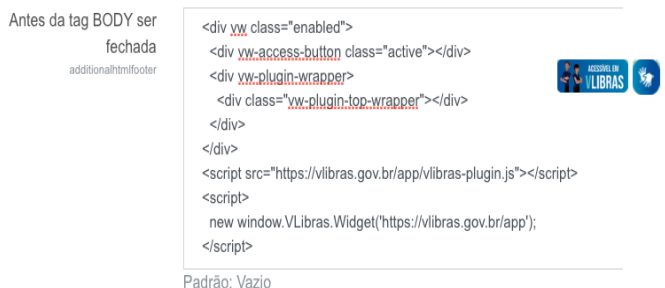 Antes da tag BODY ser
fechada
additionalhtmlfooter
<div vw class="enabled">
<div vw-access-button class="active"></div>
<div vw-plugin-wrapper>
<div class="vw-plugin-top-wrapper"></div>
</div>
</div>
<script src="https://vlibras.gov.br/app/vlibras-plugin.js"></script>
<script>
new window.VLibras.Widget('https://vlibras.gov.br/app');
</script>
ACESSÍVEL EM
VLIBRAS
Padrão: Vazio